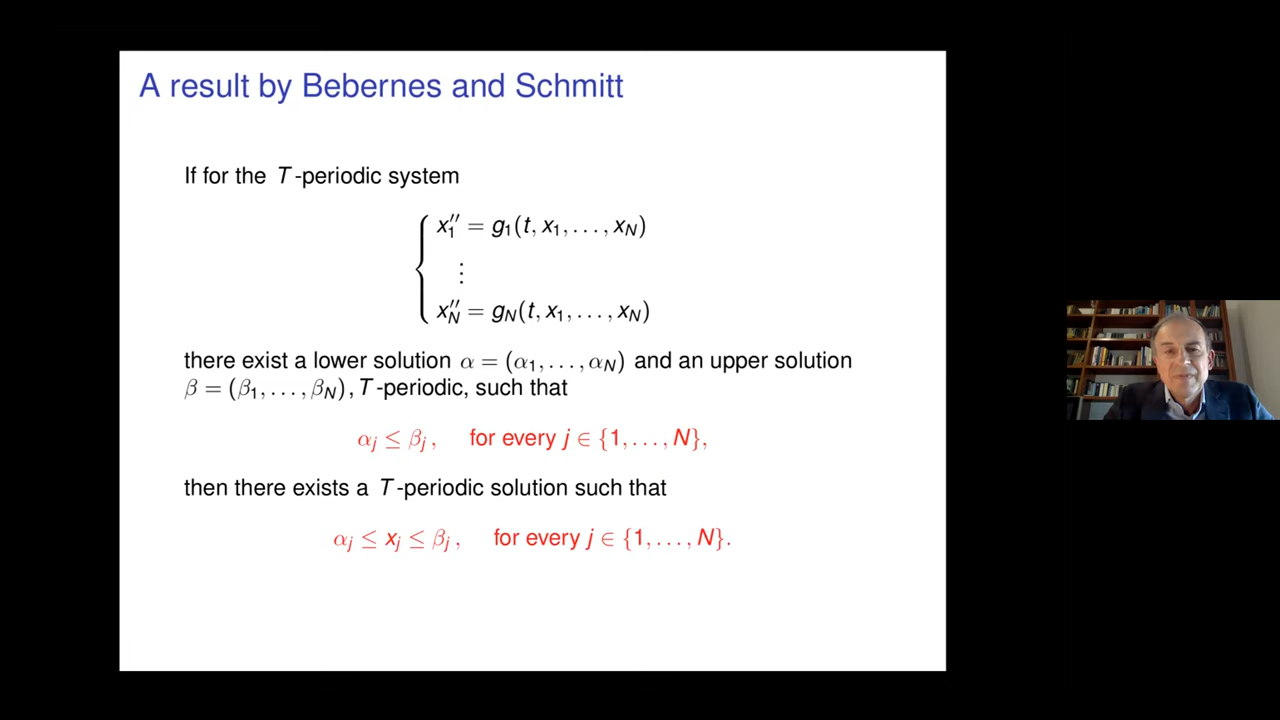 A result by Bebernes and Schmitt
If for the T-periodic system
x₁′′ = g₁(t, x₁, . . . , x_N)
⋮
x_N′′ = g_N(t, x₁, . . . , x_N)
there exist a lower solution α = (α₁, . . . , α_N) and an upper solution
β = (β₁, . . . , β_N), T-periodic, such that
α_j ≤ β_j ,   for every j ∈ {1, . . . , N},
then there exists a T-periodic solution such that
α_j ≤ x_j ≤ β_j ,   for every j ∈ {1, . . . , N}.